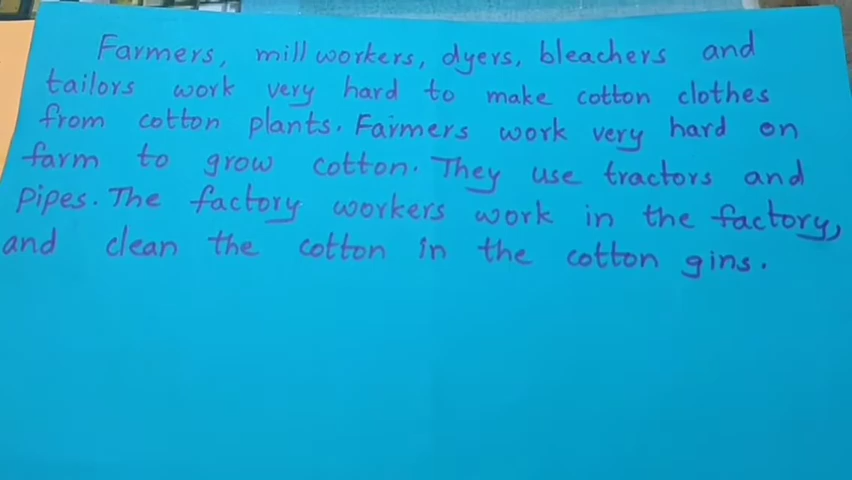 Farmers, mill workers, dyers, bleachers and
tailors work very hard to make cotton clothes
from cotton plants. Farmers work very hard on
farm to grow cotton. They use tractors and
Pipes. The factory workers work in the factory,
and clean the cotton in the cotton gins.